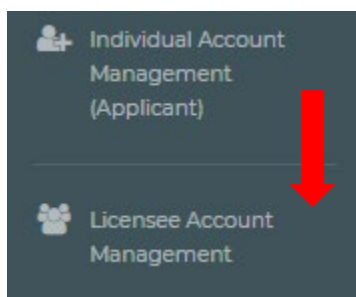 Individual Account
Management
(Applicant)
Licensee Account
Management